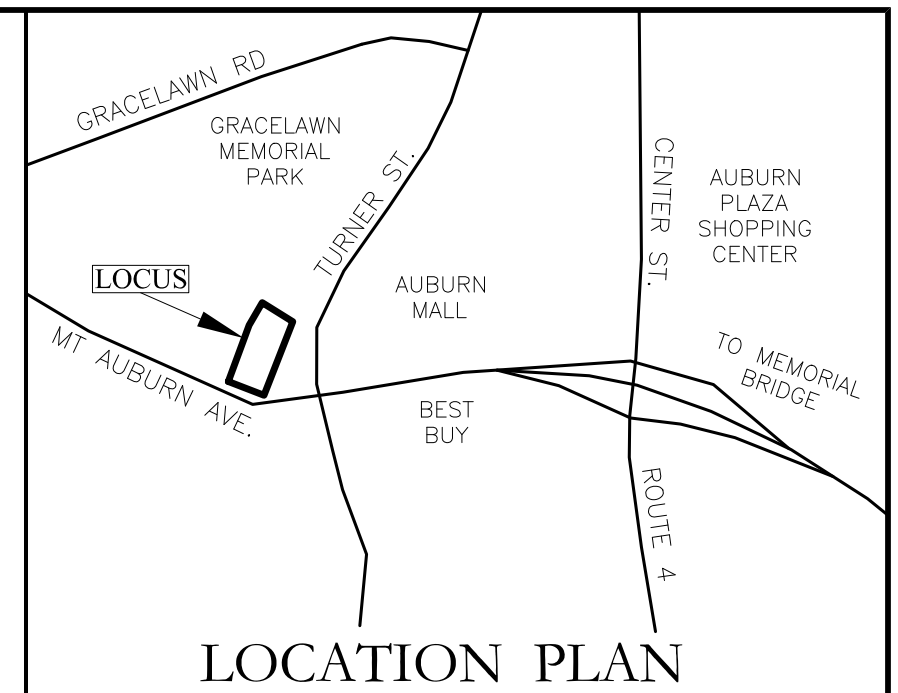 GRACELAWN RD
GRACELAWN
MEMORIAL
PARK
TURNER ST.
CENTER ST.
AUBURN
PLAZA
SHOPPING
CENTER
LOCUS
AUBURN
MALL
MT AUBURN AVE.
TO MEMORIAL
BRIDGE
BEST
BUY
ROUTE 4
LOCATION PLAN